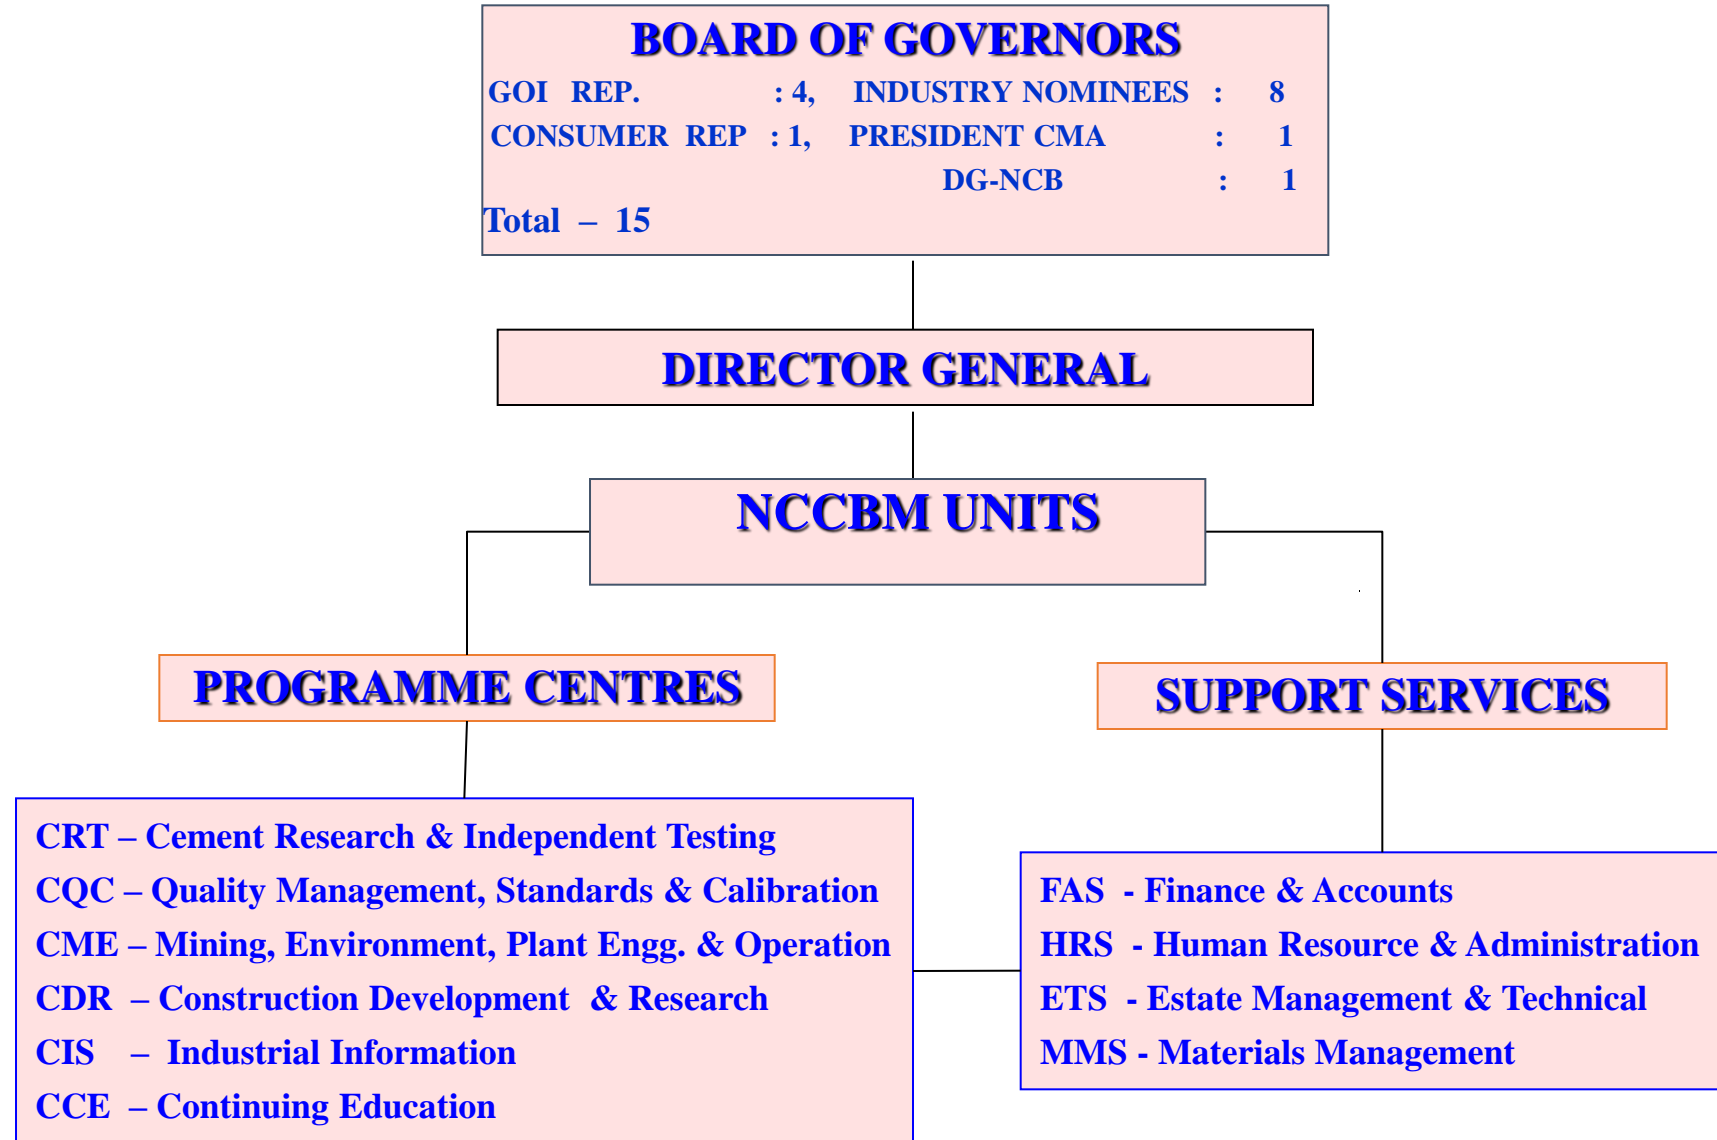 BOARD OF GOVERNORS
GOI REP. : 4, INDUSTRY NOMINEES : 8
CONSUMER REP : 1, PRESIDENT CMA : 1
DG-NCB : 1
Total – 15
DIRECTOR GENERAL
NCCBM UNITS
PROGRAMME CENTRES
SUPPORT SERVICES
CRT – Cement Research & Independent Testing
CQC – Quality Management, Standards & Calibration
CME – Mining, Environment, Plant Engg. & Operation
CDR – Construction Development & Research
CIS – Industrial Information
CCE – Continuing Education
FAS - Finance & Accounts
HRS - Human Resource & Administration
ETS - Estate Management & Technical
MMS - Materials Management